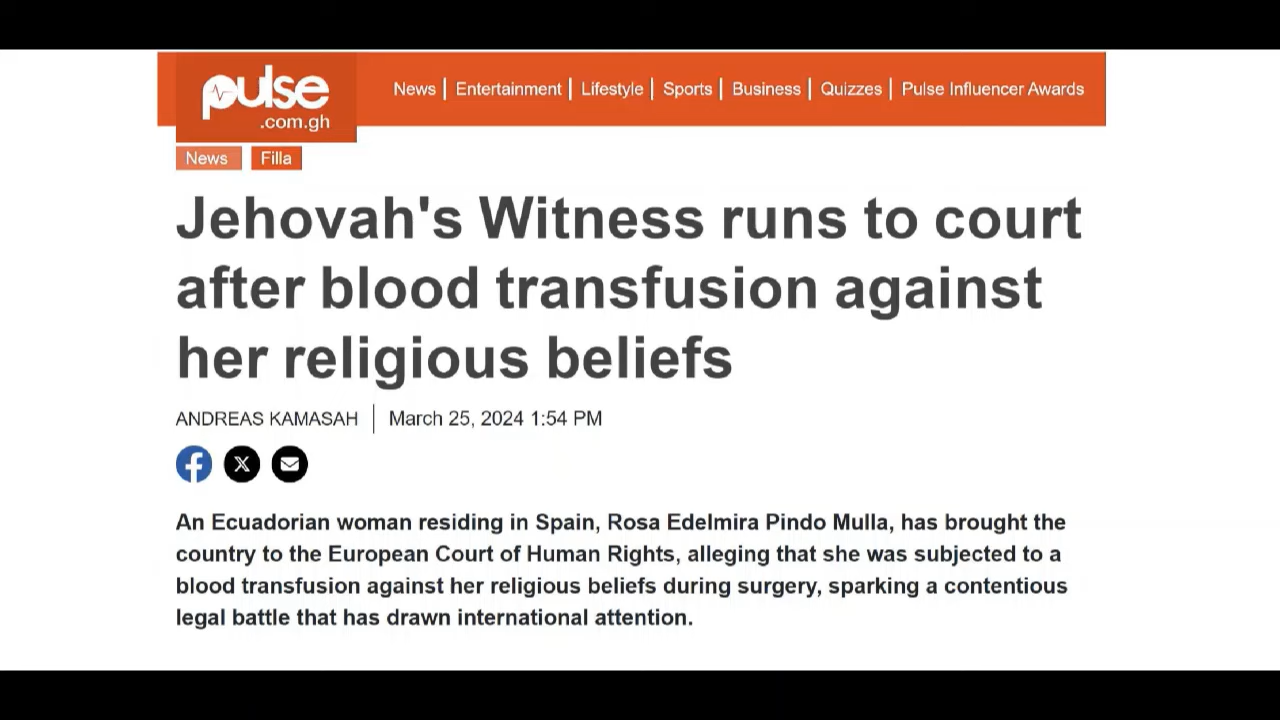 pulse
.com.gh
News | Entertainment | Lifestyle | Sports | Business | Quizzes | Pulse Influencer Awards
News Filla
Jehovah's Witness runs to court
after blood transfusion against
her religious beliefs
ANDREAS KAMASAH | March 25, 2024 1:54 PM
An Ecuadorian woman residing in Spain, Rosa Edelmira Pindo Mulla, has brought the
country to the European Court of Human Rights, alleging that she was subjected to a
blood transfusion against her religious beliefs during surgery, sparking a contentious
legal battle that has drawn international attention.